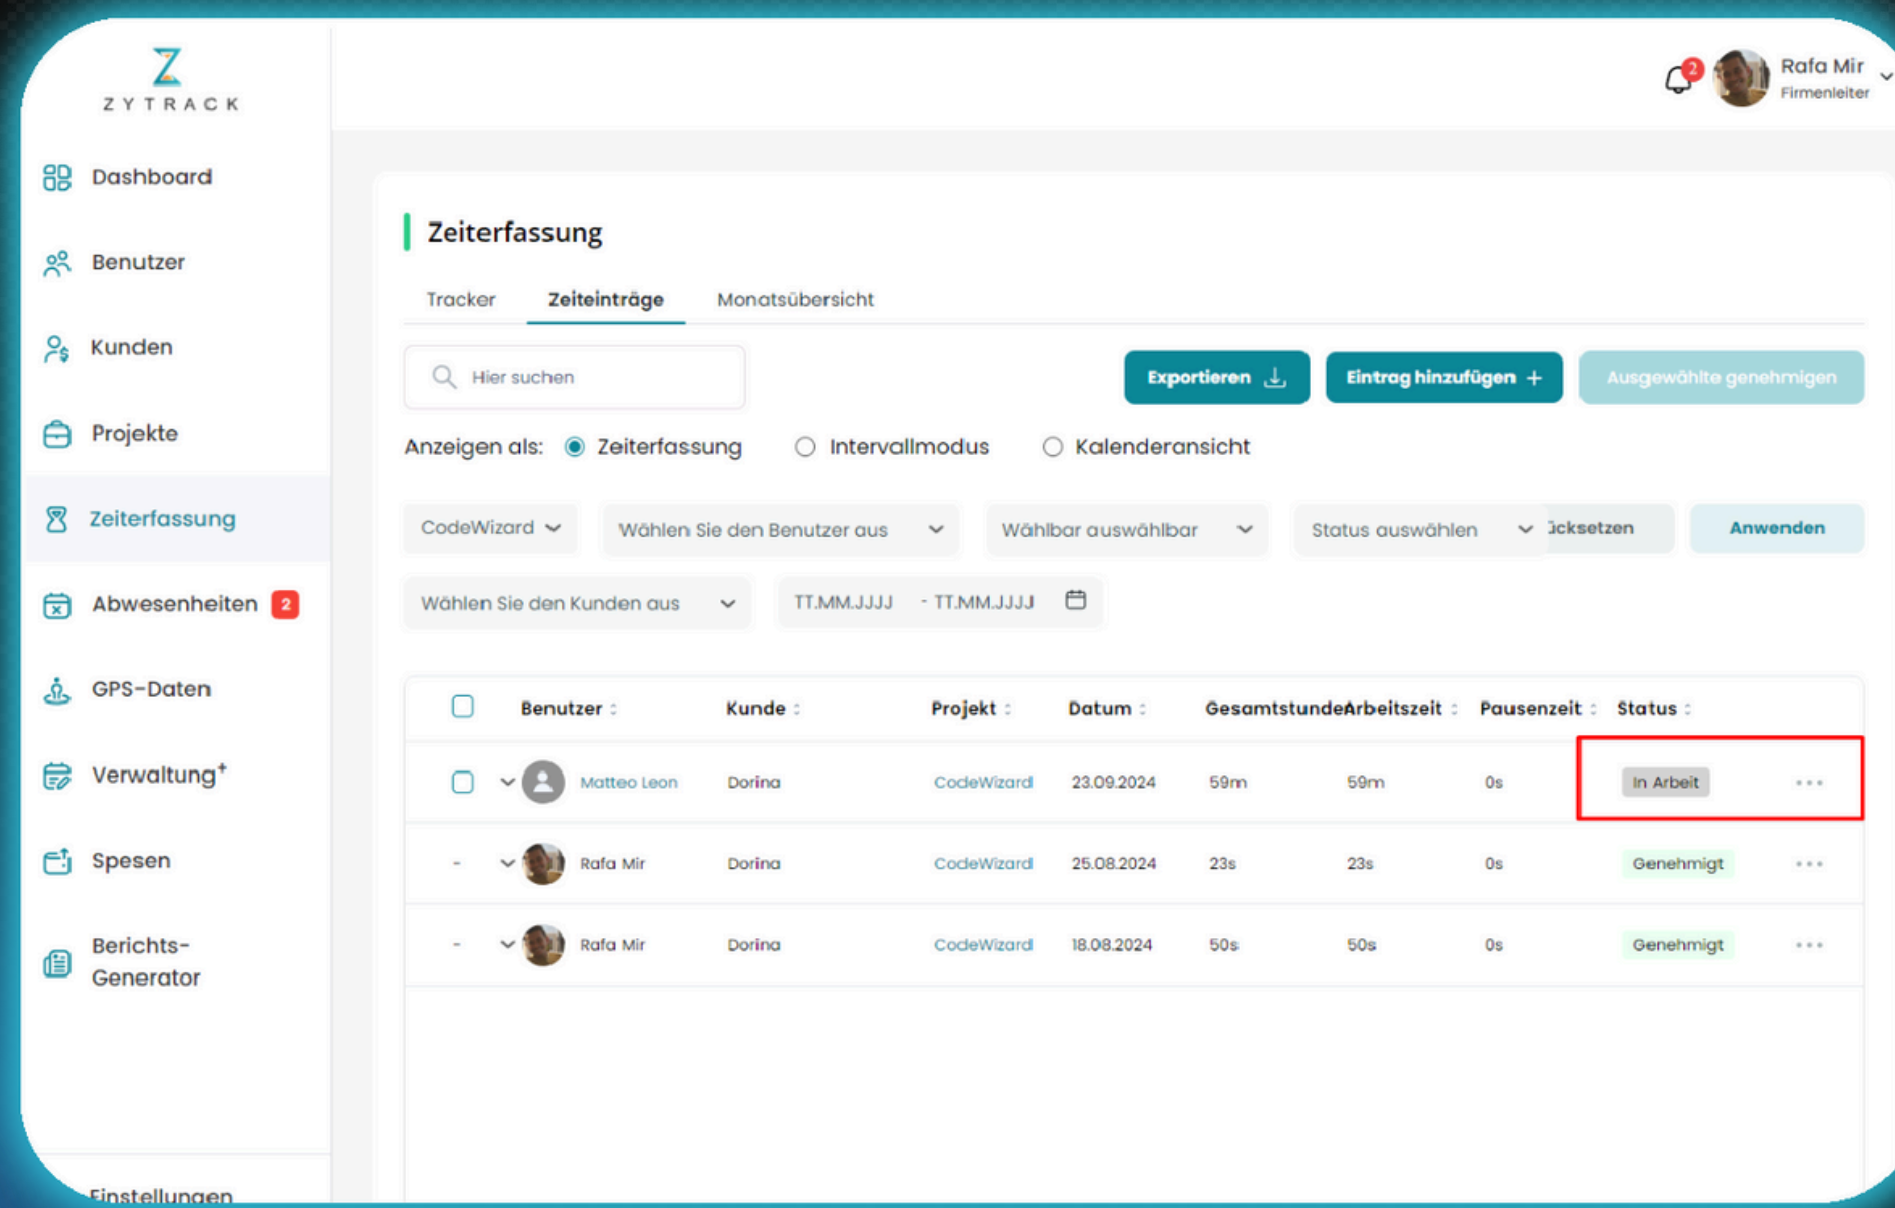 ZYTRACK
2
Rafa Mir
Firmenleiter
Dashboard
Benutzer
Kunden
Projekte
Zeiterfassung
Abwesenheiten 2
GPS-Daten
Verwaltung+
Spesen
Berichts-
Generator
Einstellungen
Zeiterfassung
Tracker Zeiteinträge Monatsübersicht
Hier suchen Exportieren Eintrag hinzufügen + Ausgewählte genehmigen
Anzeigen als: Zeiterfassung Intervallmodus Kalenderansicht
CodeWizard Wählen Sie den Benutzer aus Wählbar auswählbar Status auswählen ücksetzen Anwenden
Wählen Sie den Kunden aus TT.MM.JJJJ - TT.MM.JJJJ
Benutzer Kunde Projekt Datum Gesamtstunden Arbeitszeit Pausenzeit Status
Matteo Leon Dorina CodeWizard 23.09.2024 59m 59m 0s In Arbeit ...
- Rafa Mir Dorina CodeWizard 25.08.2024 23s 23s 0s Genehmigt ...
- Rafa Mir Dorina CodeWizard 18.08.2024 50s 50s 0s Genehmigt ...